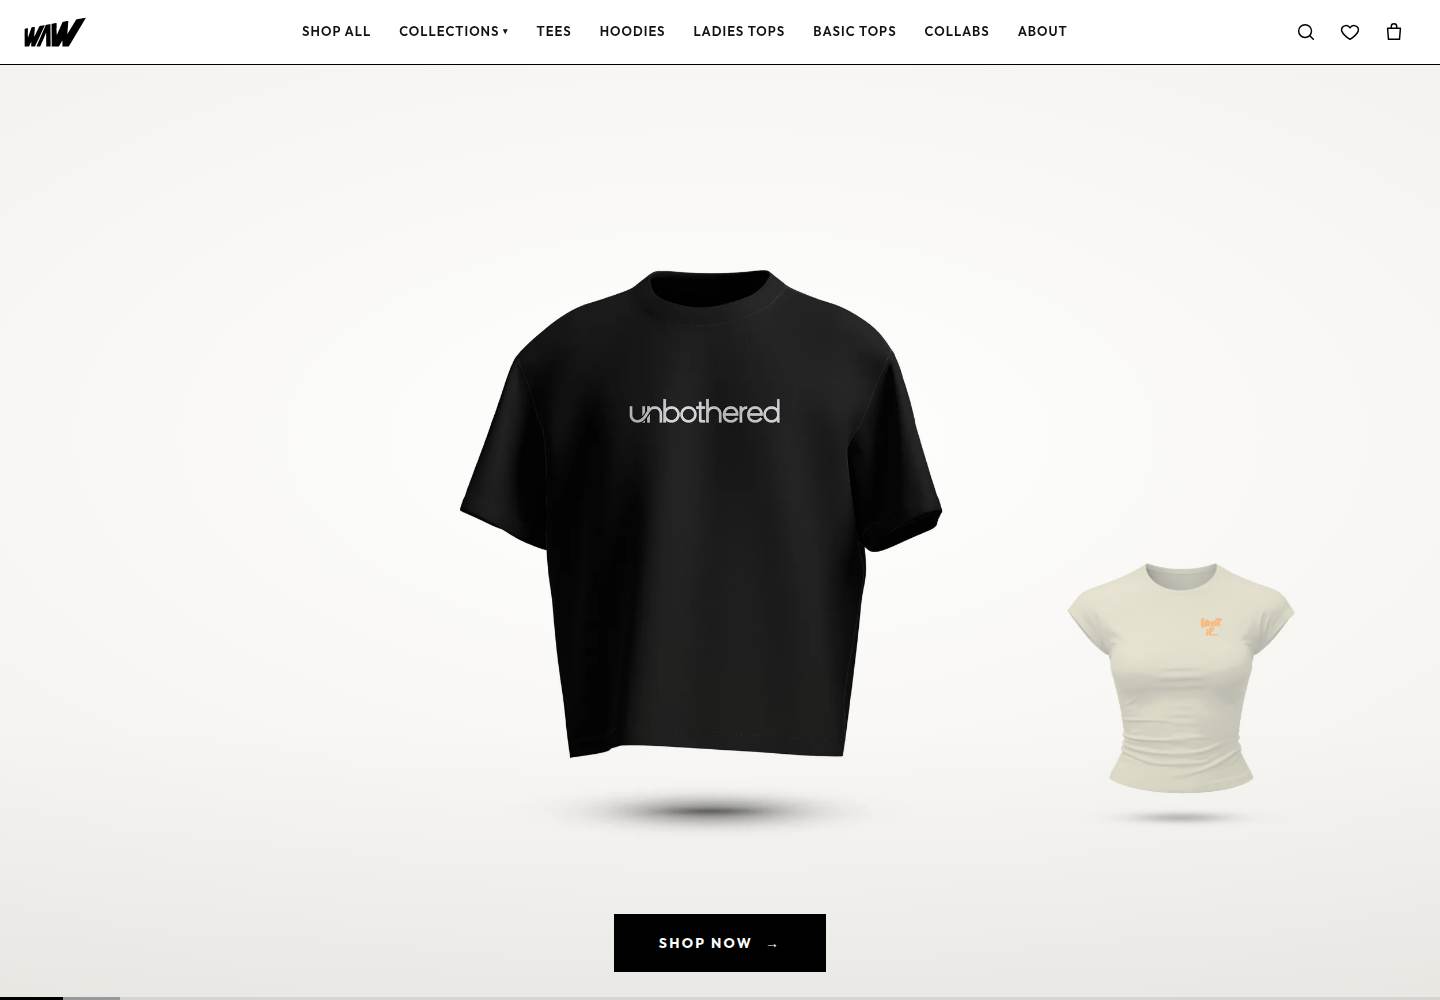 WAW
SHOP ALL
COLLECTIONS ▾
TEES
HOODIES
LADIES TOPS
BASIC TOPS
COLLABS
ABOUT
unbothered
SHOP NOW →